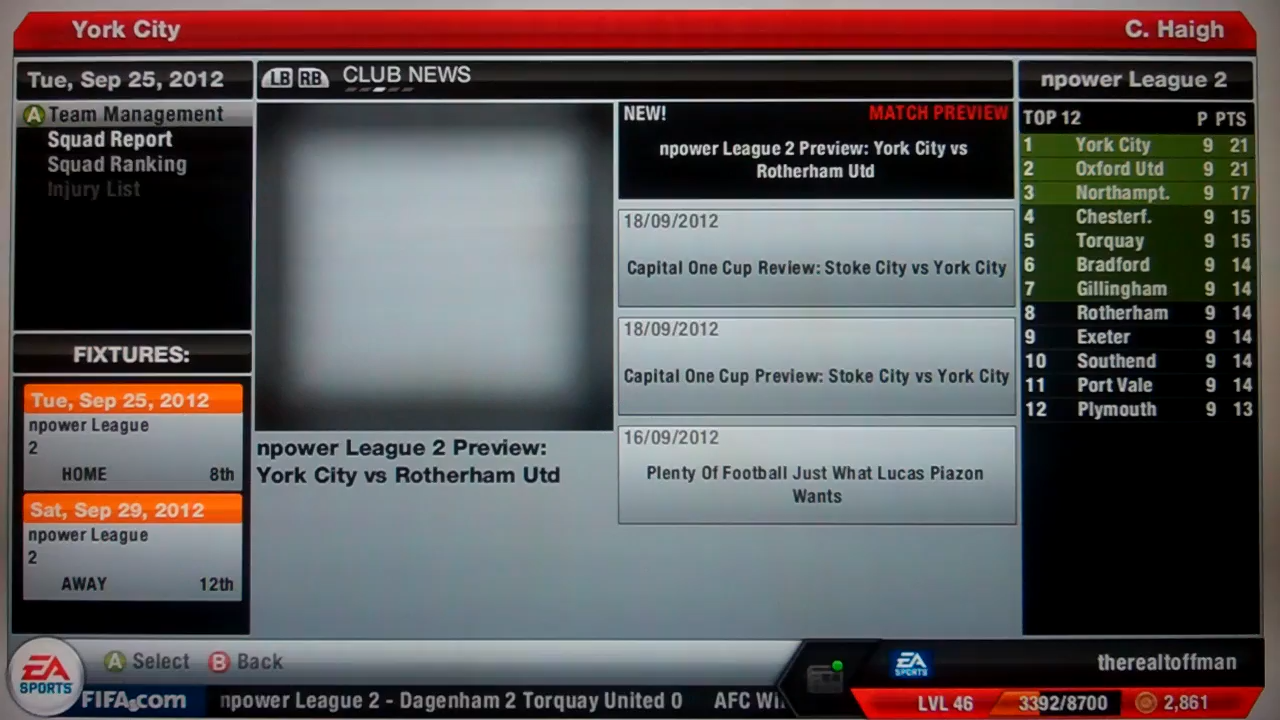 York City
C. Haigh
Tue, Sep 25, 2012
LB RB CLUB NEWS
npower League 2
A Team Management
Squad Report
Squad Ranking
Injury List
FIXTURES:
Tue, Sep 25, 2012
npower League
2
HOME 8th
Sat, Sep 29, 2012
npower League
2
AWAY 12th
npower League 2 Preview:
York City vs Rotherham Utd
NEW! MATCH PREVIEW
npower League 2 Preview: York City vs
Rotherham Utd
18/09/2012
Capital One Cup Review: Stoke City vs York City
18/09/2012
Capital One Cup Preview: Stoke City vs York City
16/09/2012
Plenty Of Football Just What Lucas Piazon
Wants
TOP 12 P PTS
1 York City 9 21
2 Oxford Utd 9 21
3 Northampt. 9 17
4 Chesterf. 9 15
5 Torquay 9 15
6 Bradford 9 14
7 Gillingham 9 14
8 Rotherham 9 14
9 Exeter 9 14
10 Southend 9 14
11 Port Vale 9 14
12 Plymouth 9 13
A Select B Back
EA
SPORTS
EA
SPORTS
therealtoffman
FIFA.com
npower League 2 - Dagenham 2 Torquay United 0 AFC Wi
LVL 46 3392/8700 2,861